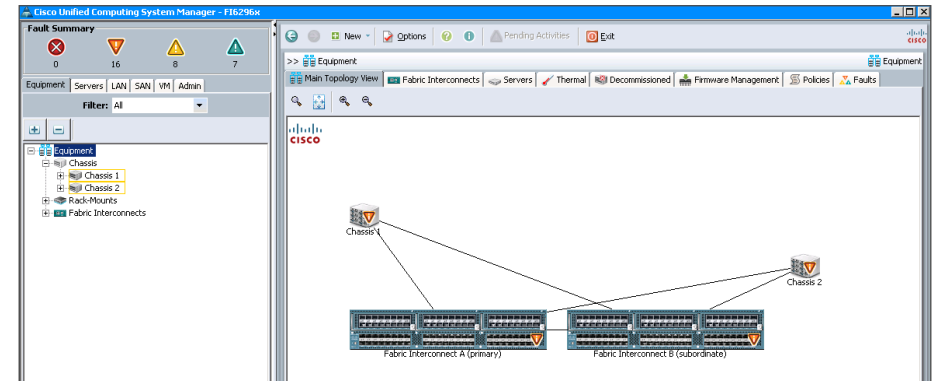 Cisco Unified Computing System Manager - FI6296x
Fault Summary
0 16 8 7
Equipment Servers LAN SAN VM Admin
Filter: All
Equipment
Chassis
Chassis 1
Chassis 2
Rack-Mounts
Fabric Interconnects
New Options Pending Activities Exit
CISCO
>> Equipment
Equipment
Main Topology View Fabric Interconnects Servers Thermal Decommissioned Firmware Management Policies Faults
CISCO
Chassis 1
Chassis 2
Fabric Interconnect A (primary)
Fabric Interconnect B (subordinate)